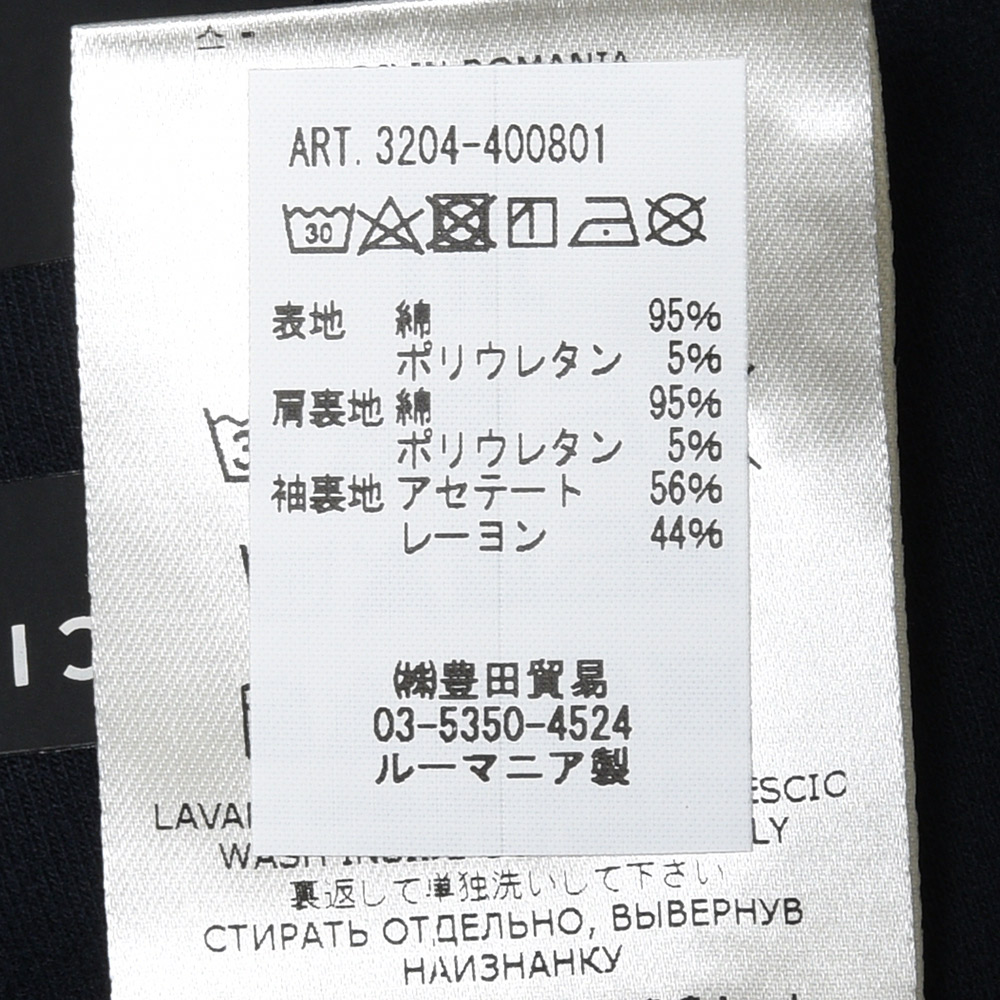 ROMANIA
ART. 3204-400801
30
表地 綿 95%
ポリウレタン 5%
肩裏地 綿 95%
ポリウレタン 5%
袖裏地 アセテート 56%
レーヨン 44%
㈱豊田貿易
03-5350-4524
ルーマニア製
WASH
裏返して単独洗いして下さい
СТИРАТЬ ОТДЕЛЬНО, ВЫВЕРНУВ
НАИЗНАНКУ